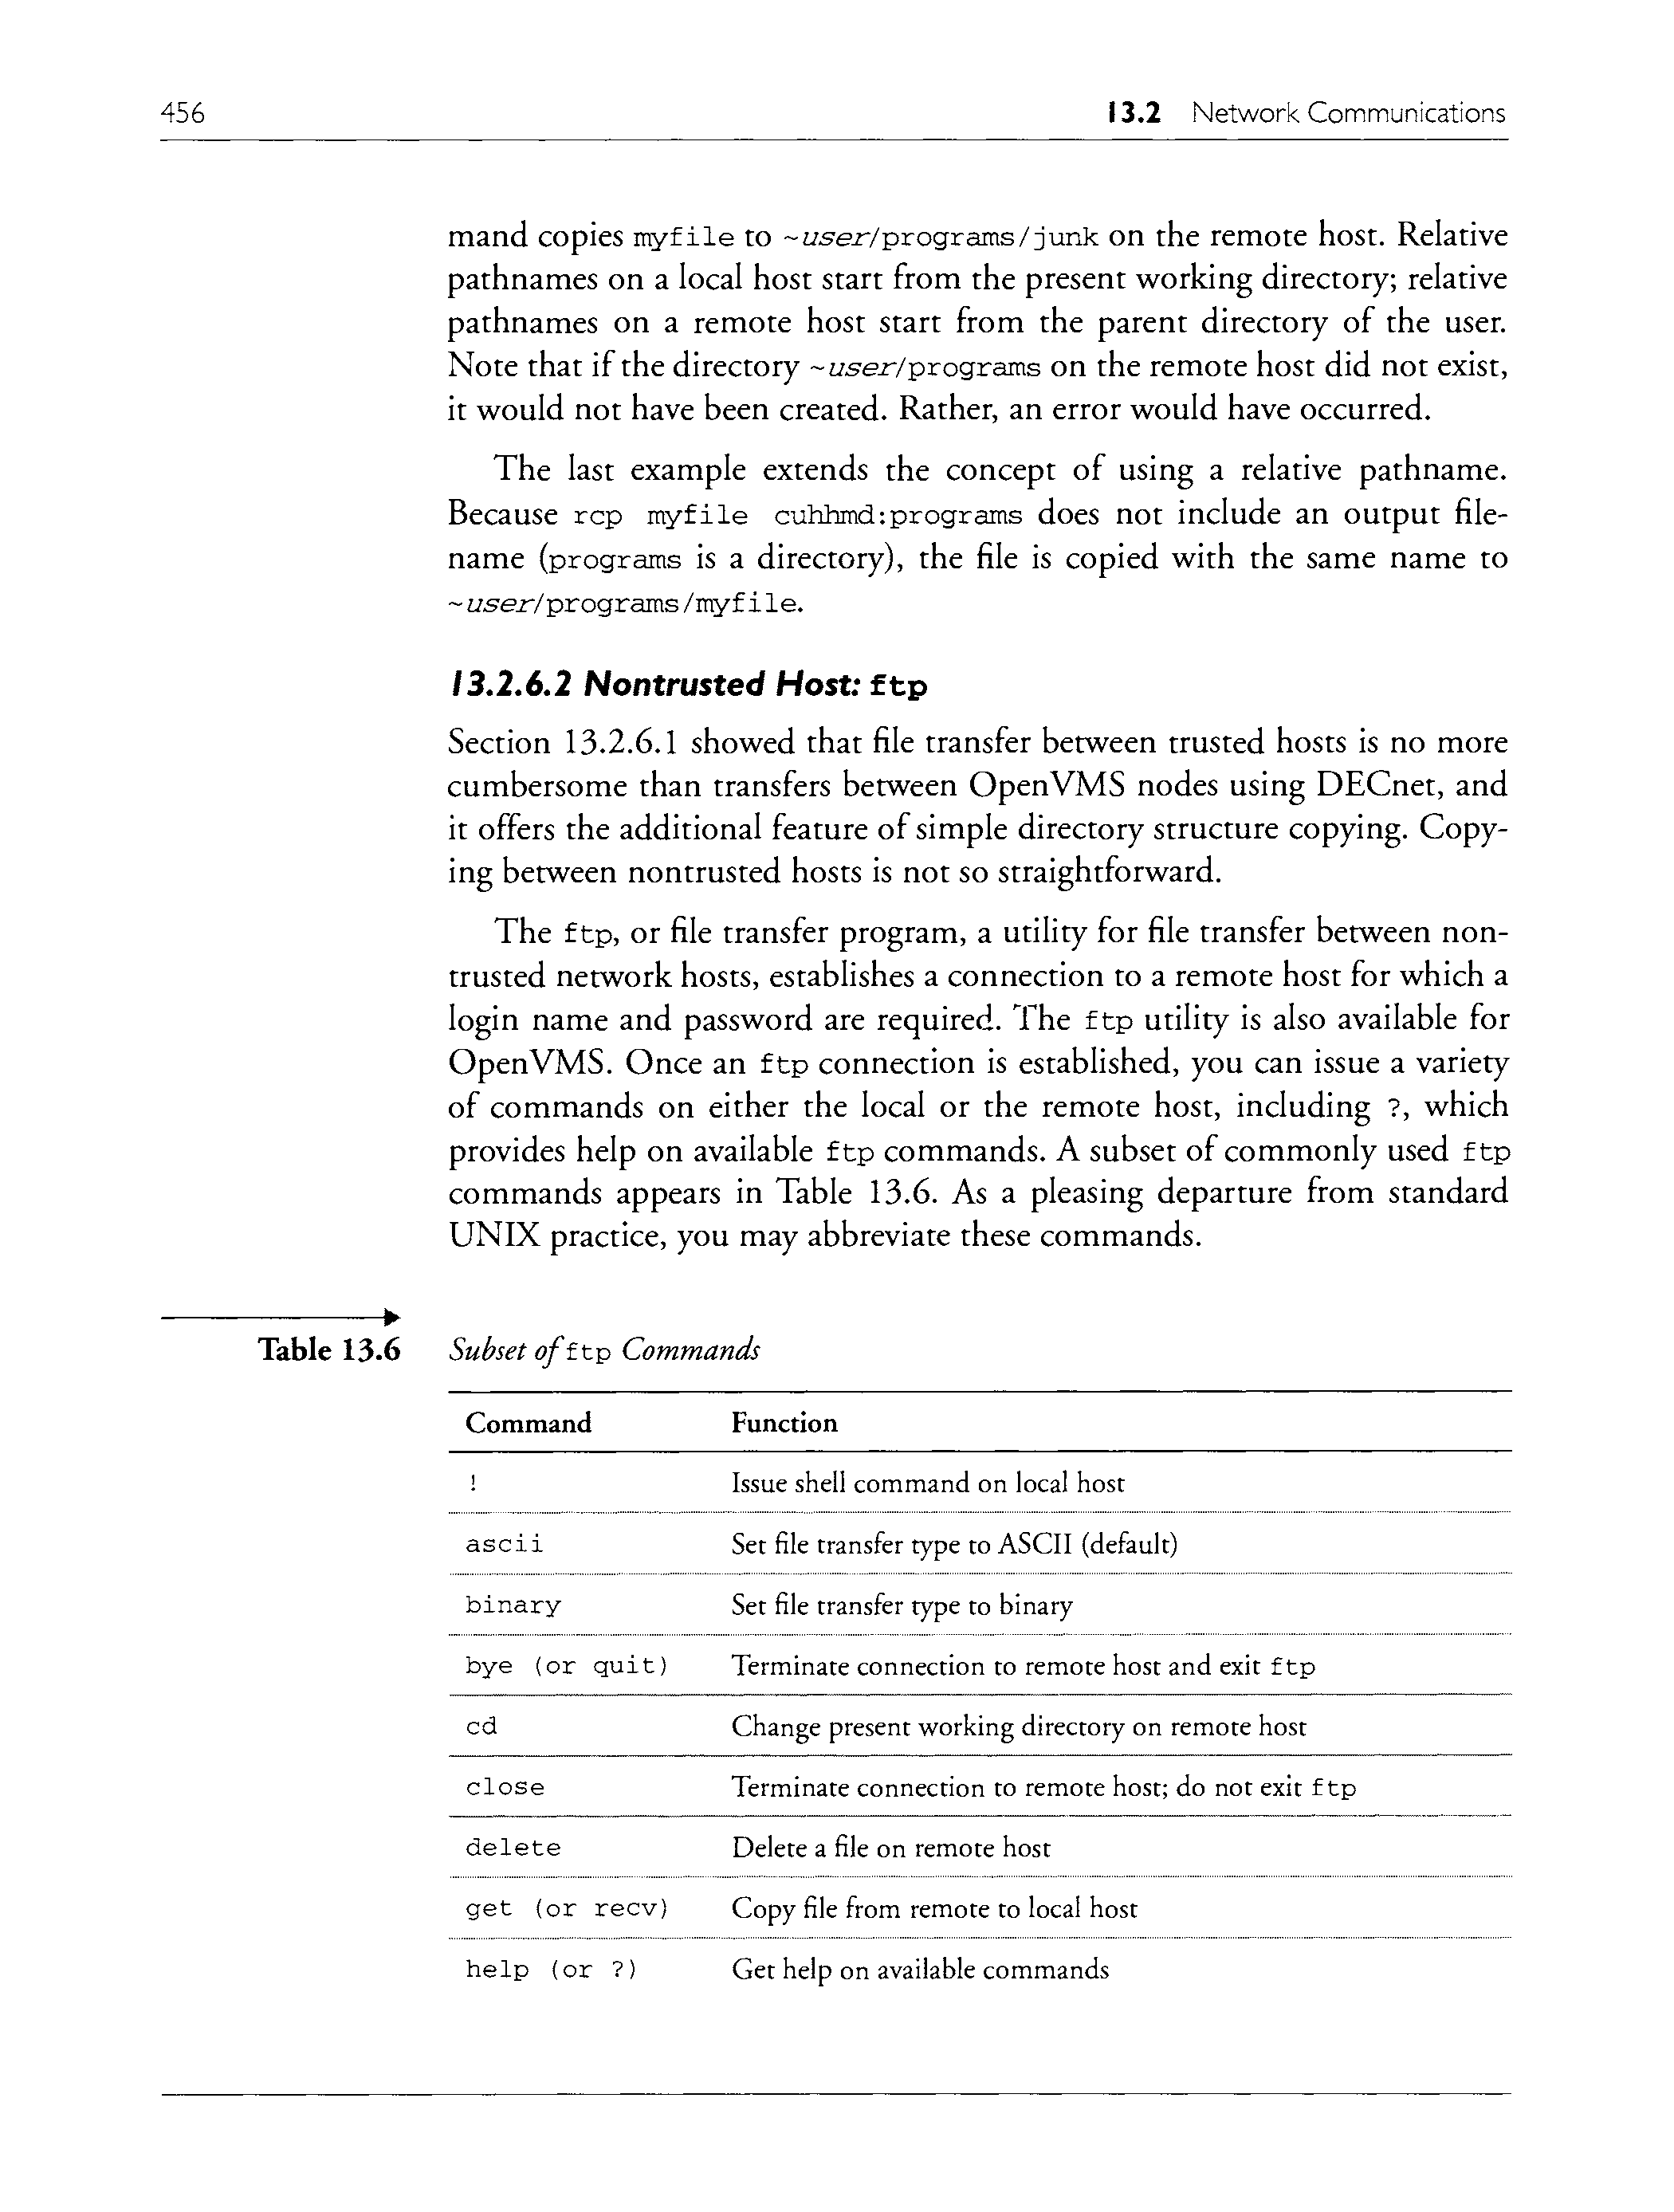 456
13.2 Network Communications
mand copies myfile to ~user/programs/junk on the remote host. Relative
pathnames on a local host start from the present working directory; relative
pathnames on a remote host start from the parent directory of the user.
Note that if the directory ~user/programs on the remote host did not exist,
it would not have been created. Rather, an error would have occurred.
The last example extends the concept of using a relative pathname.
Because rcp myfile cuhhmd:programs does not include an output file-
name (programs is a directory), the file is copied with the same name to
~user/programs/myfile.
13.2.6.2 Nontrusted Host: ftp
Section 13.2.6.1 showed that file transfer between trusted hosts is no more
cumbersome than transfers between OpenVMS nodes using DECnet, and
it offers the additional feature of simple directory structure copying. Copy-
ing between nontrusted hosts is not so straightforward.
The ftp, or file transfer program, a utility for file transfer between non-
trusted network hosts, establishes a connection to a remote host for which a
login name and password are required. The ftp utility is also available for
OpenVMS. Once an ftp connection is established, you can issue a variety
of commands on either the local or the remote host, including ?, which
provides help on available ftp commands. A subset of commonly used ftp
commands appears in Table 13.6. As a pleasing departure from standard
UNIX practice, you may abbreviate these commands.
Table 13.6 Subset of ftp Commands
Command Function
! Issue shell command on local host
ascii Set file transfer type to ASCII (default)
binary Set file transfer type to binary
bye (or quit) Terminate connection to remote host and exit ftp
cd Change present working directory on remote host
close Terminate connection to remote host; do not exit ftp
delete Delete a file on remote host
get (or recv) Copy file from remote to local host
help (or ?) Get help on available commands